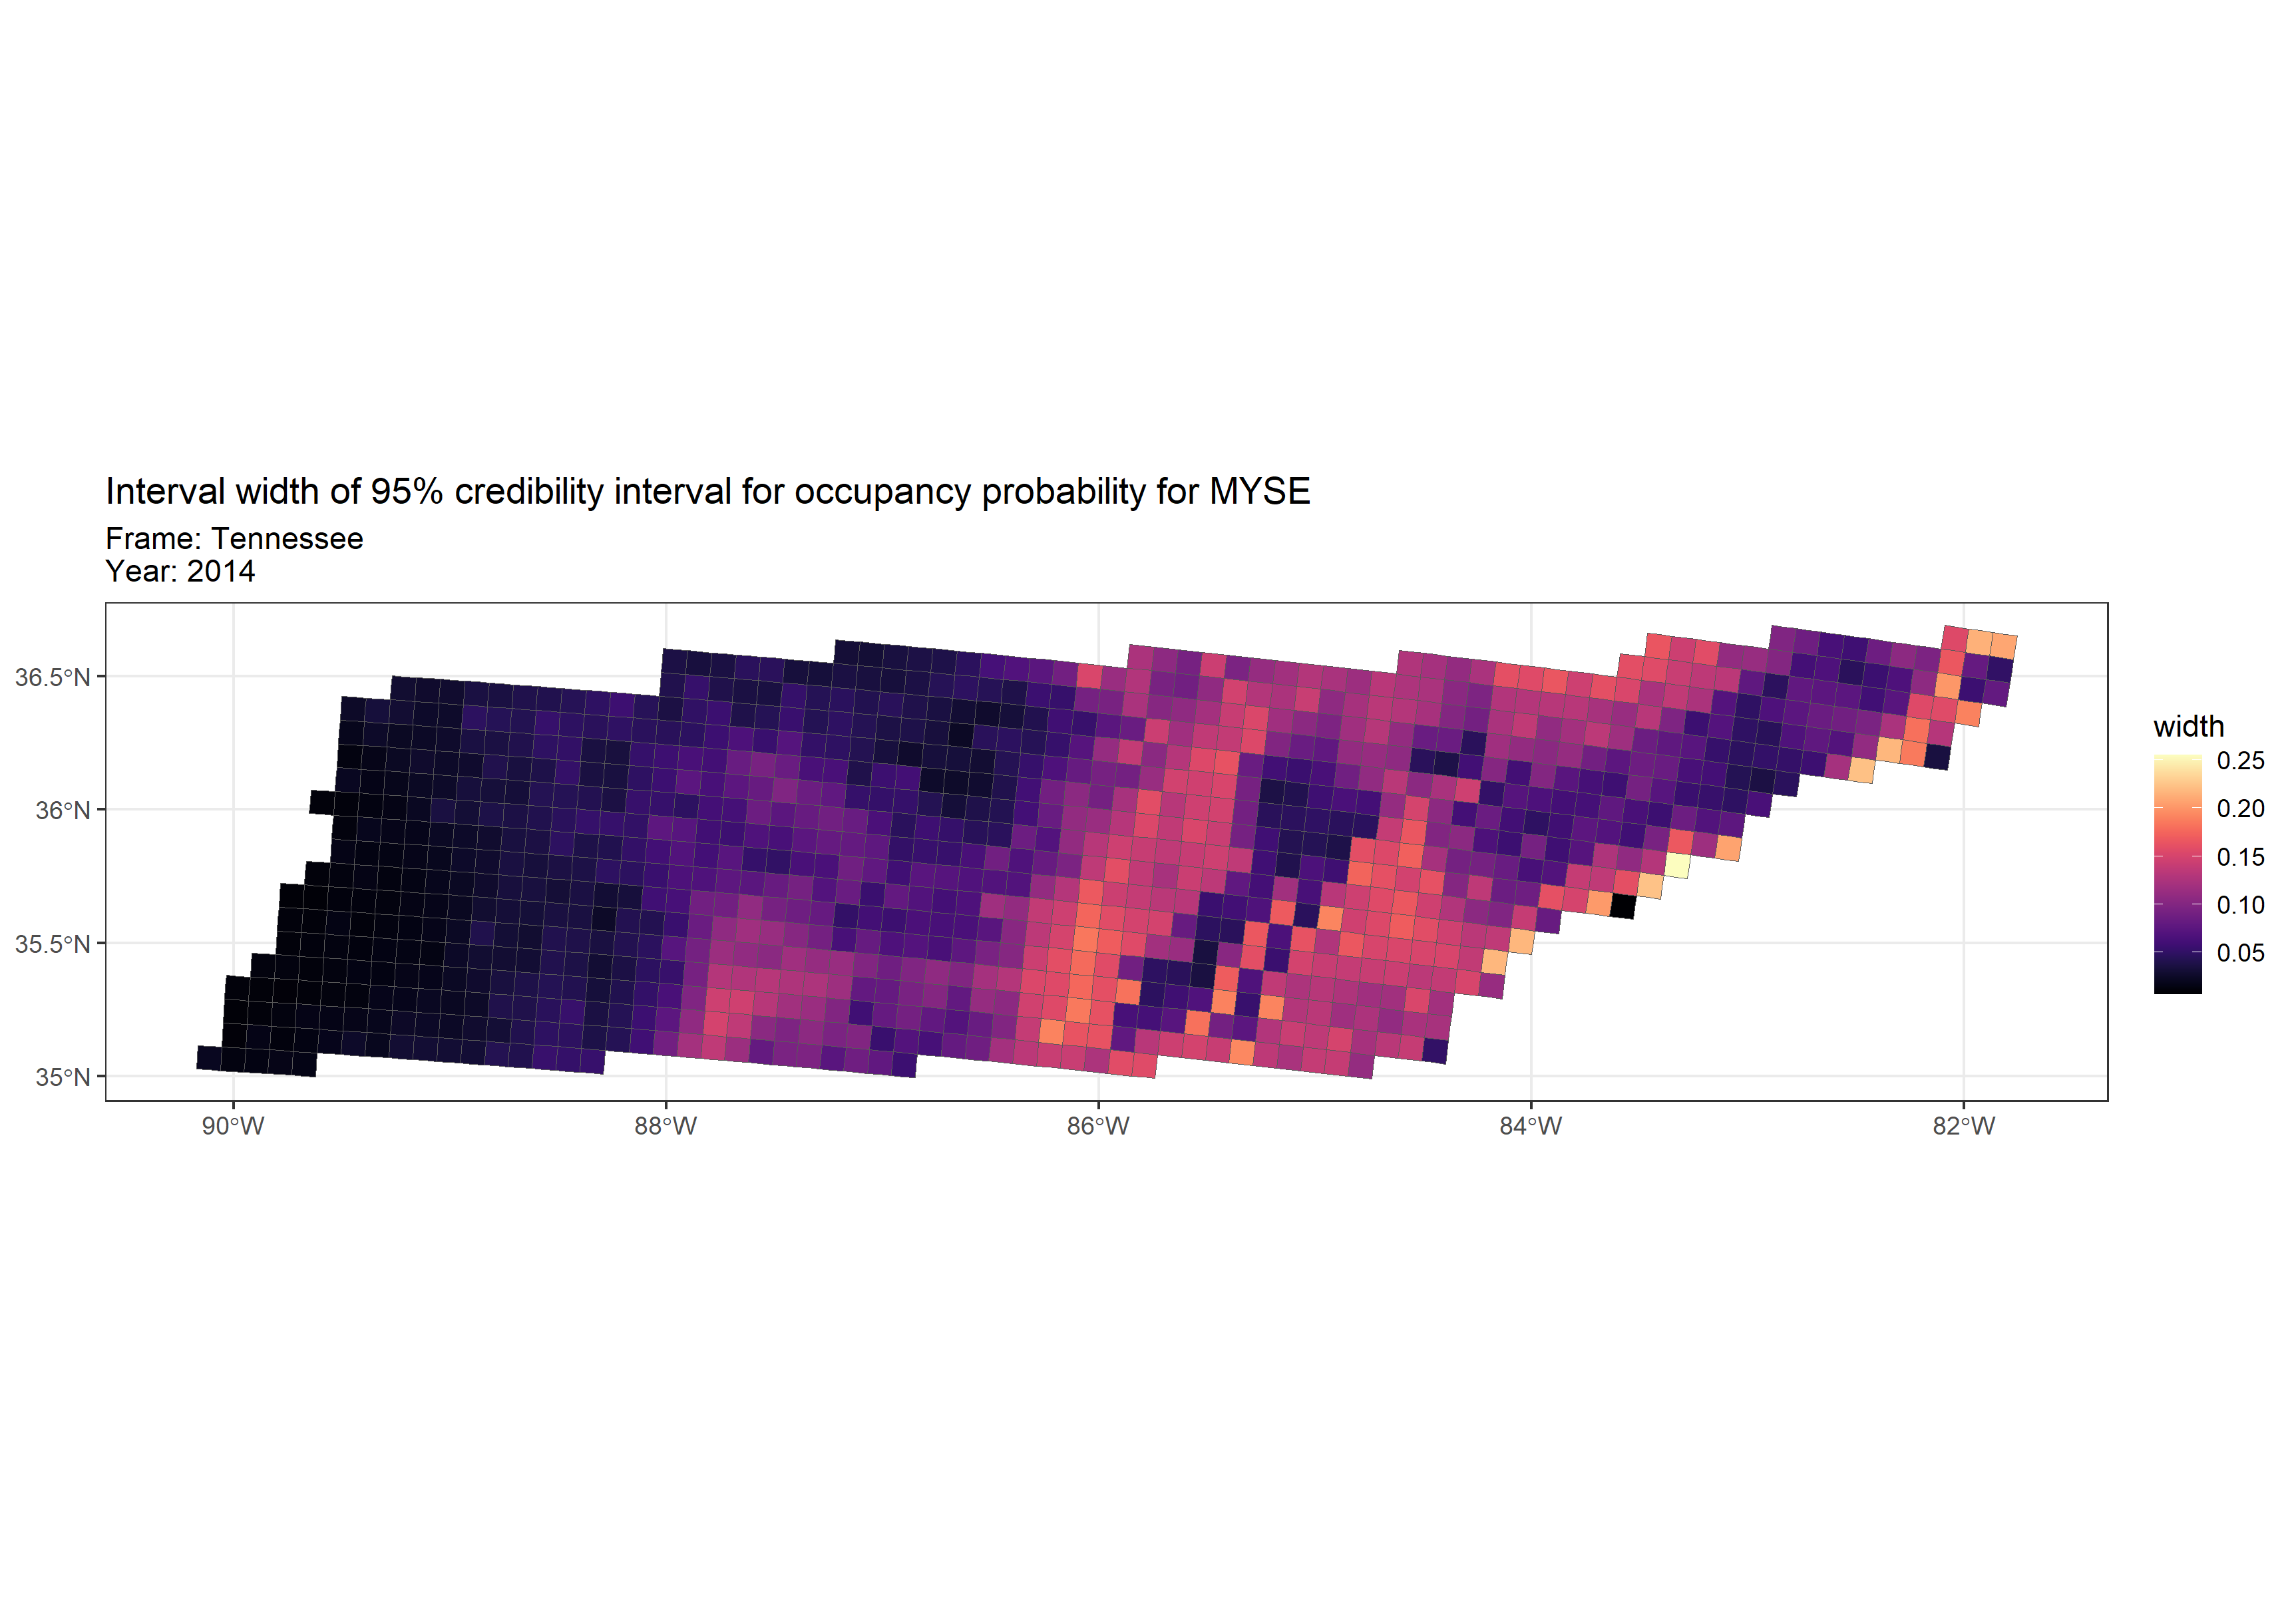 Interval width of 95% credibility interval for occupancy probability for MYSE
Frame: Tennessee
Year: 2014
36.5°N
36°N
35.5°N
35°N
90°W
88°W
86°W
84°W
82°W
width
0.25
0.20
0.15
0.10
0.05